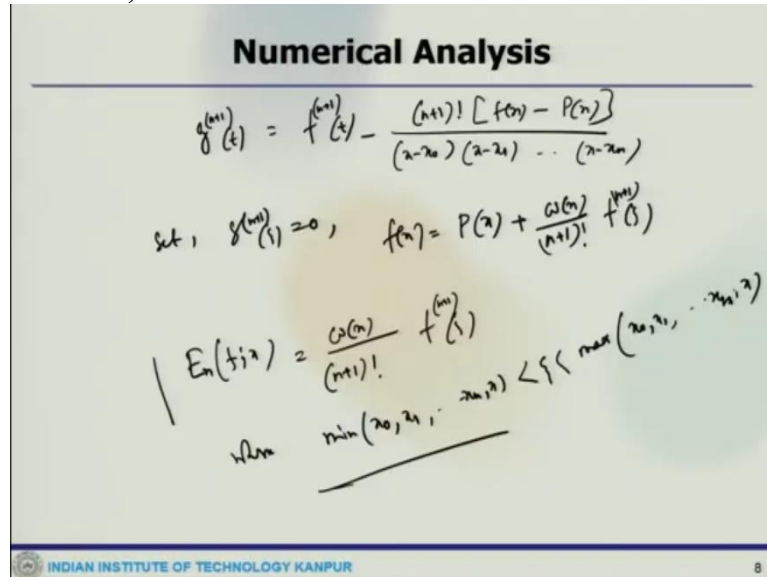 Numerical Analysis
g^(n+1)(t) = f^(n+1)(t) - (n+1)! [f(x) - P(x)] / (x-x₀)(x-x₁) .. (x-xₙ)
Set, g^(n+1)(ξ) = 0, f(x) = P(x) + ω(x)/(n+1)! f^(n+1)(ξ)
Eₙ(f;x) = ω(x)/(n+1)! f^(n+1)(ξ)
where min(x₀,x₁, .. xₙ,x) < ξ < max(x₀,x₁, .. xₙ,x)
INDIAN INSTITUTE OF TECHNOLOGY KANPUR
8